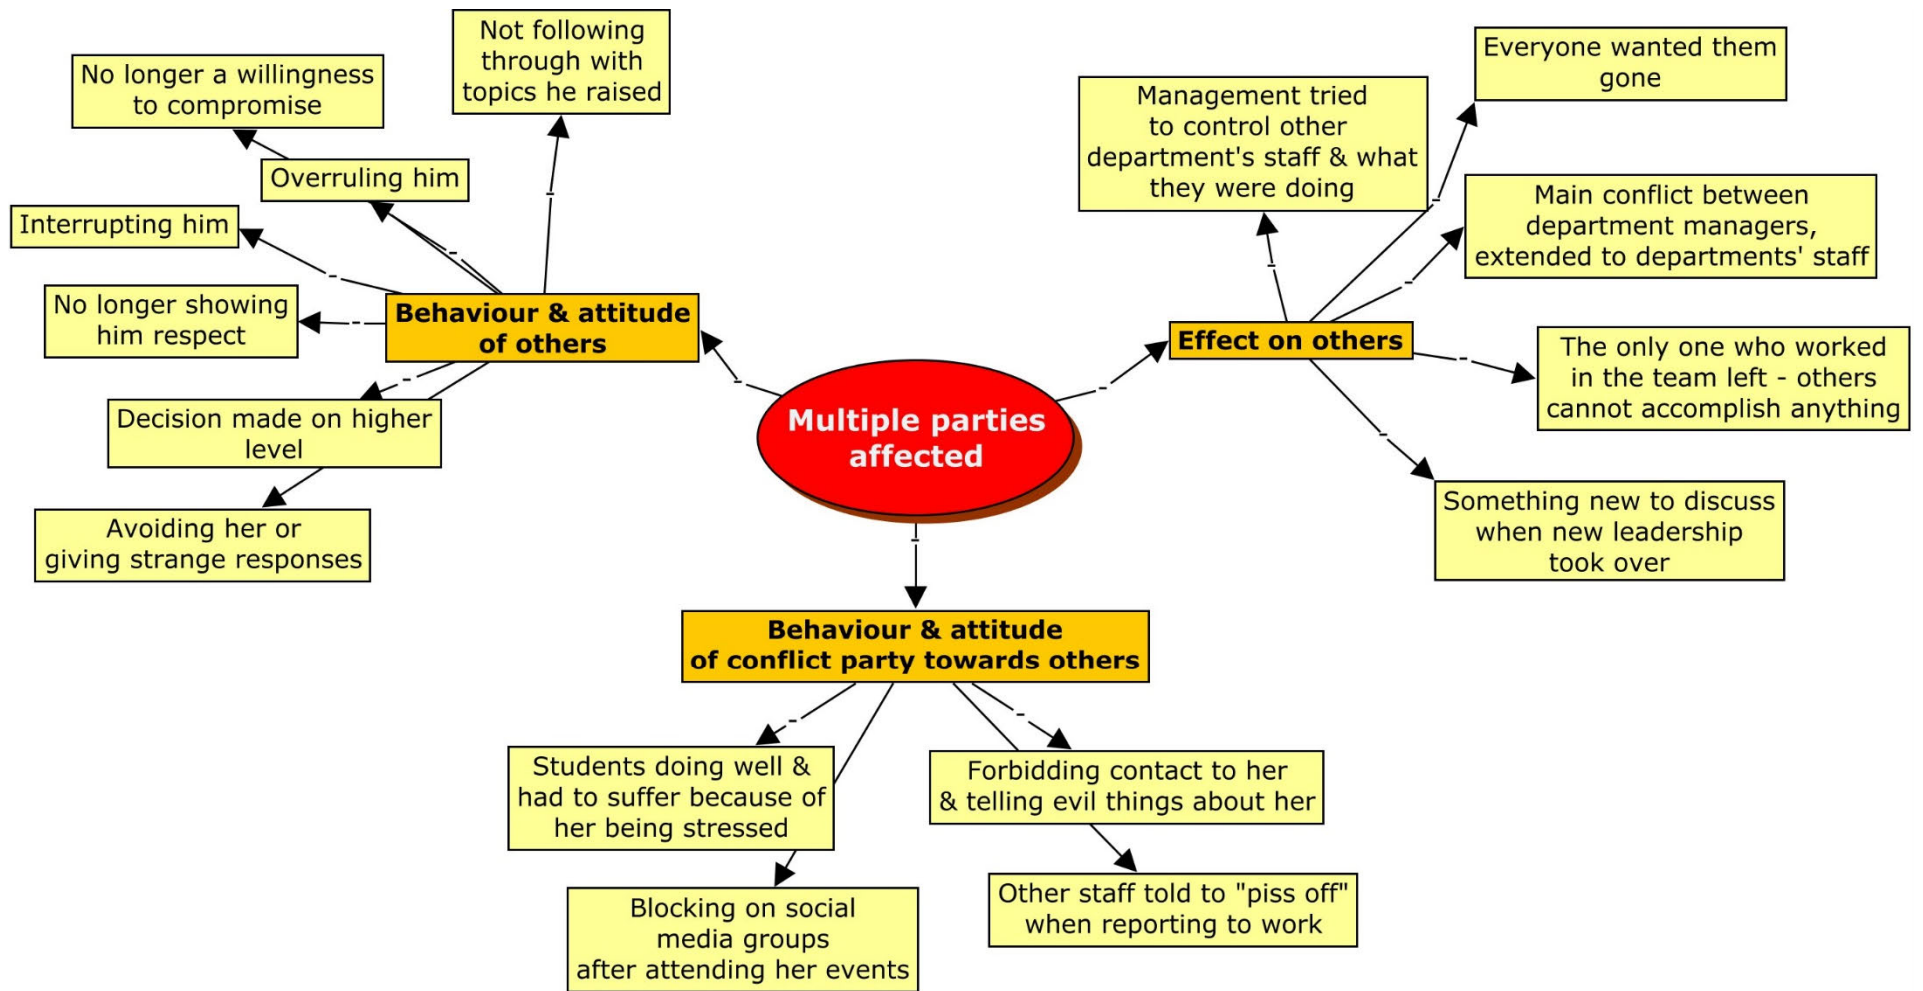 Not following
through with
topics he raised
No longer a willingness
to compromise
Overruling him
Interrupting him
No longer showing
him respect
Behaviour & attitude
of others
Decision made on higher
level
Avoiding her or
giving strange responses
Multiple parties
affected
Everyone wanted them
gone
Management tried
to control other
department's staff & what
they were doing
Main conflict between
department managers,
extended to departments' staff
Effect on others
The only one who worked
in the team left - others
cannot accomplish anything
Something new to discuss
when new leadership
took over
Behaviour & attitude
of conflict party towards others
Students doing well &
had to suffer because of
her being stressed
Forbidding contact to her
& telling evil things about her
Blocking on social
media groups
after attending her events
Other staff told to "piss off"
when reporting to work